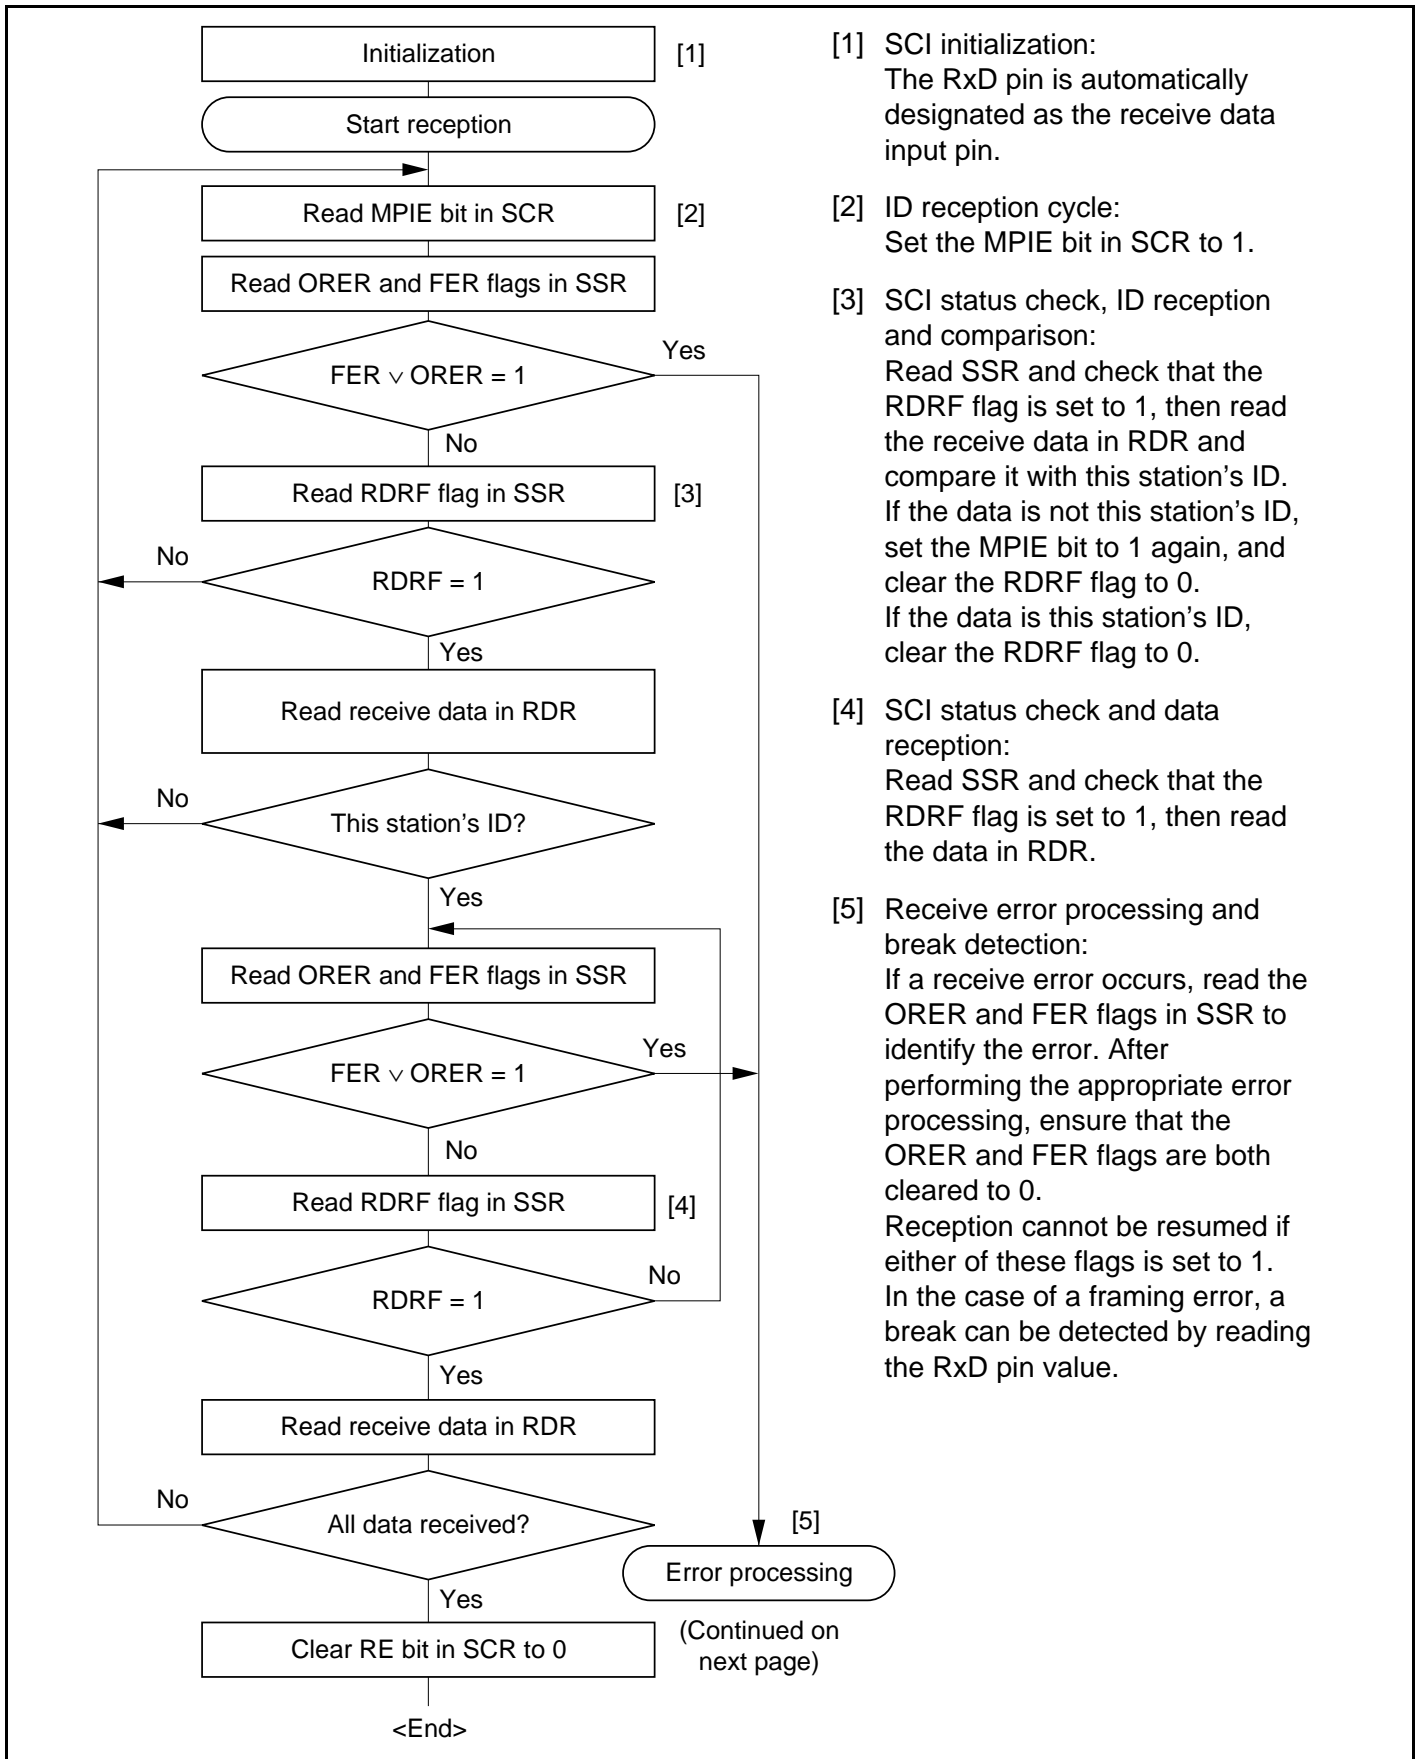 Initialization [1]
Start reception
Read MPIE bit in SCR [2]
Read ORER and FER flags in SSR
FER ∨ ORER = 1
Yes
No
Read RDRF flag in SSR [3]
No
RDRF = 1
Yes
Read receive data in RDR
No
This station's ID?
Yes
Read ORER and FER flags in SSR
FER ∨ ORER = 1
Yes
No
Read RDRF flag in SSR [4]
RDRF = 1
No
Yes
Read receive data in RDR
No
All data received?
[5]
Error processing
(Continued on
next page)
Yes
Clear RE bit in SCR to 0
<End>
[1] SCI initialization:
The RxD pin is automatically
designated as the receive data
input pin.
[2] ID reception cycle:
Set the MPIE bit in SCR to 1.
[3] SCI status check, ID reception
and comparison:
Read SSR and check that the
RDRF flag is set to 1, then read
the receive data in RDR and
compare it with this station's ID.
If the data is not this station's ID,
set the MPIE bit to 1 again, and
clear the RDRF flag to 0.
If the data is this station's ID,
clear the RDRF flag to 0.
[4] SCI status check and data
reception:
Read SSR and check that the
RDRF flag is set to 1, then read
the data in RDR.
[5] Receive error processing and
break detection:
If a receive error occurs, read the
ORER and FER flags in SSR to
identify the error. After
performing the appropriate error
processing, ensure that the
ORER and FER flags are both
cleared to 0.
Reception cannot be resumed if
either of these flags is set to 1.
In the case of a framing error, a
break can be detected by reading
the RxD pin value.